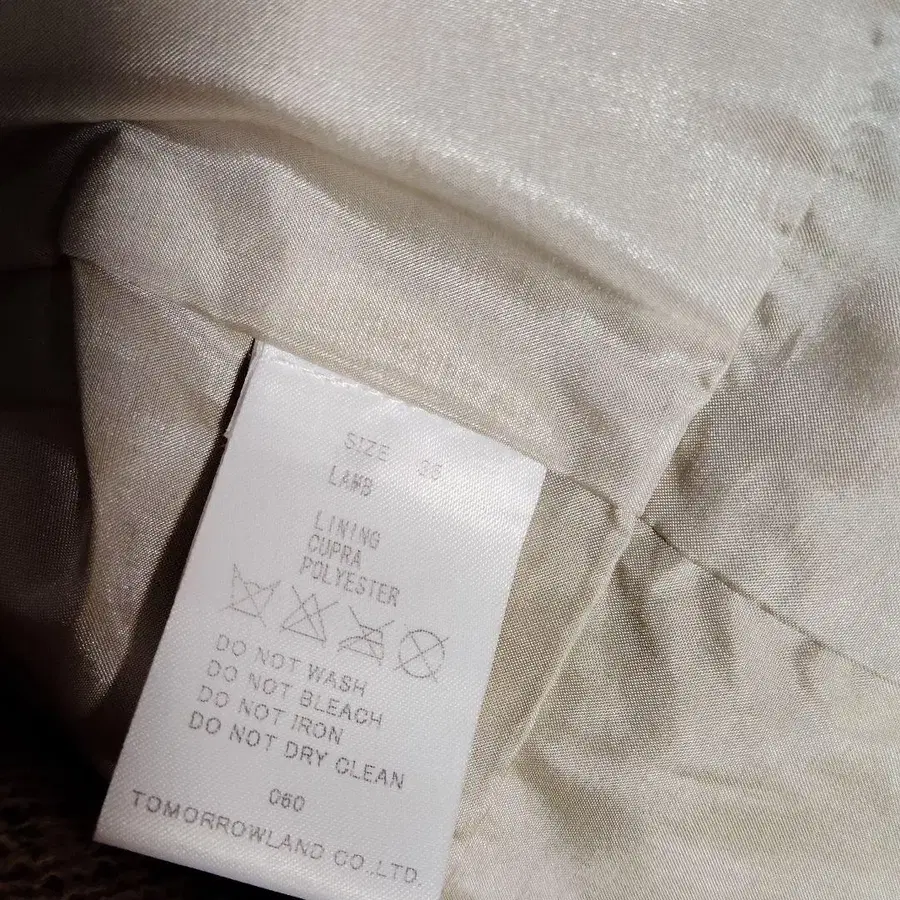 SIZE
LAMB
LINING
CUPRA
POLYESTER
DO NOT WASH
DO NOT BLEACH
DO NOT IRON
DO NOT DRY CLEAN
060
TOMORROWLAND CO.,LTD.